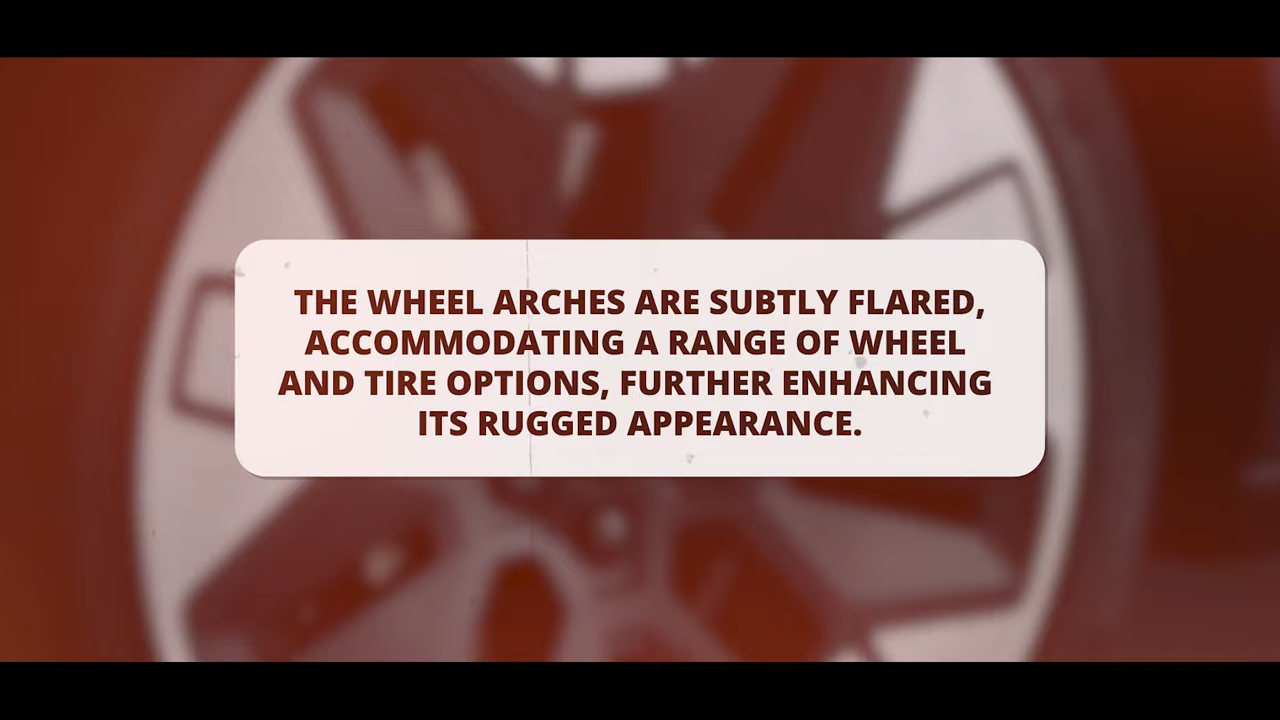 THE WHEEL ARCHES ARE SUBTLY FLARED,
ACCOMMODATING A RANGE OF WHEEL
AND TIRE OPTIONS, FURTHER ENHANCING
ITS RUGGED APPEARANCE.